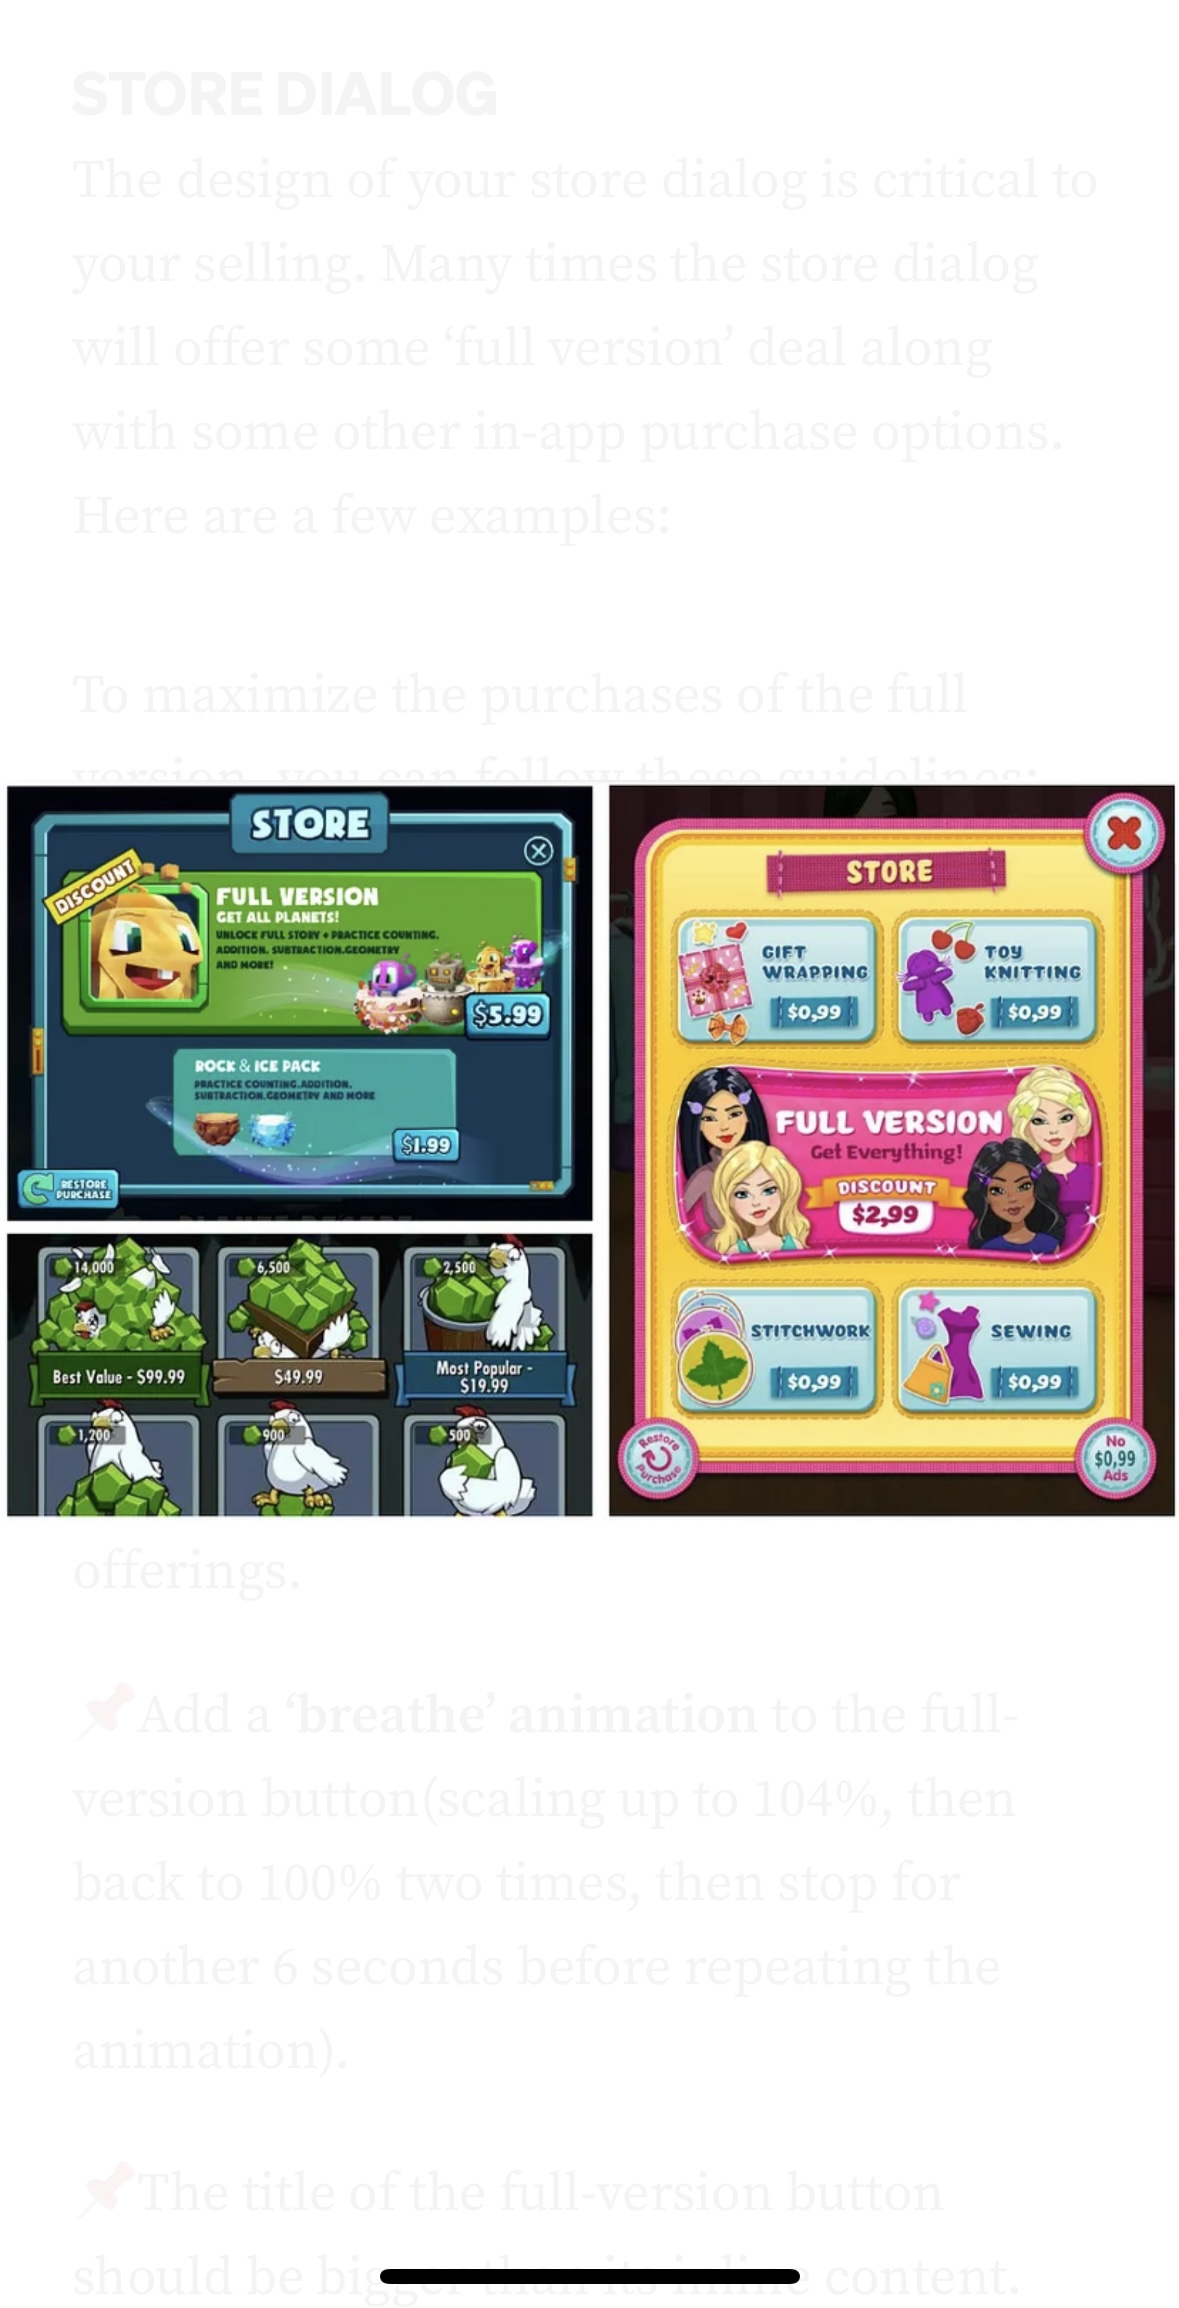 STORE DIALOG
The design of your store dialog is critical to
your selling. Many times the store dialog
will offer some ‘full version’ deal along
with some other in-app purchase options.
Here are a few examples:
To maximize the purchases of the full
version, you can follow these guidelines:
STORE
DISCOUNT
FULL VERSION
GET ALL PLANETS!
UNLOCK FULL STORY + PRACTICE COUNTING.
ADDITION. SUBTRACTION.GEOMETRY
AND MORE!
$5.99
ROCK & ICE PACK
PRACTICE COUNTING.ADDITION.
SUBTRACTION.GEOMETRY AND MORE
$1.99
RESTORE
PURCHASE
14,000
6,500
2,500
Best Value - $99.99
$49.99
Most Popular -
$19.99
1,200
900
500
STORE
GIFT
WRAPPING
$0,99
TOY
KNITTING
$0,99
FULL VERSION
Get Everything!
DISCOUNT
$2,99
STITCHWORK
$0,99
SEWING
$0,99
Restore
Purchase
No
$0,99
Ads
offerings.
📌Add a ‘breathe’ animation to the full-
version button(scaling up to 104%, then
back to 100% two times, then stop for
another 6 seconds before repeating the
animation).
📌The title of the full-version button
should be bigger than its inline content.